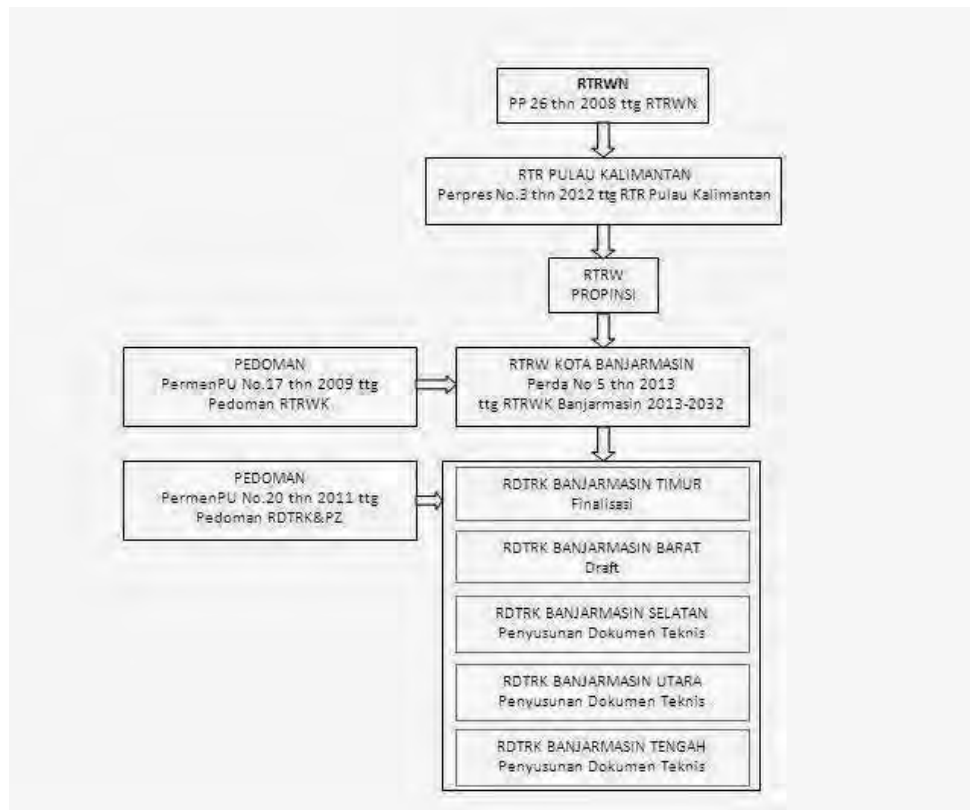 RTRWN
PP 26 thn 2008 ttg RTRWN
RTR PULAU KALIMANTAN
Perpres No.3 thn 2012 ttg RTR Pulau Kalimantan
RTRW
PROPINSI
PEDOMAN
PermenPU No.17 thn 2009 ttg
Pedoman RTRWK
RTRW KOTA BANJARMASIN
Perda No 5 thn 2013
ttg RTRWK Banjarmasin 2013-2032
PEDOMAN
PermenPU No.20 thn 2011 ttg
Pedoman RDTRK&PZ
RDTRK BANJARMASIN TIMUR
Finalisasi
RDTRK BANJARMASIN BARAT
Draft
RDTRK BANJARMASIN SELATAN
Penyusunan Dokumen Teknis
RDTRK BANJARMASIN UTARA
Penyusunan Dokumen Teknis
RDTRK BANJARMASIN TENGAH
Penyusunan Dokumen Teknis